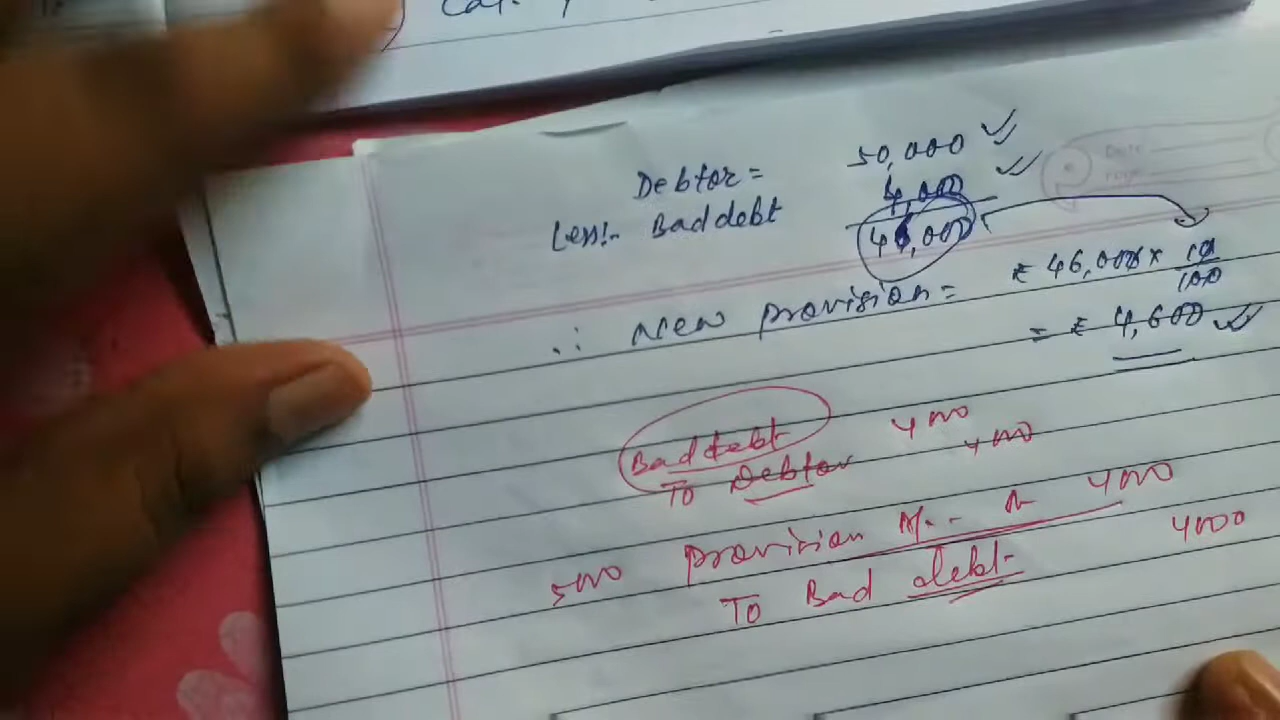 Debtor = 50,000
Less:- Bad debt 4,000
46,000
∴ New provision = ₹ 46,000 × 10/100
= ₹ 4,600
Bad debt 4000
To Debtor 4000
5000 provision A/c Dr 4000
To Bad debt 4000